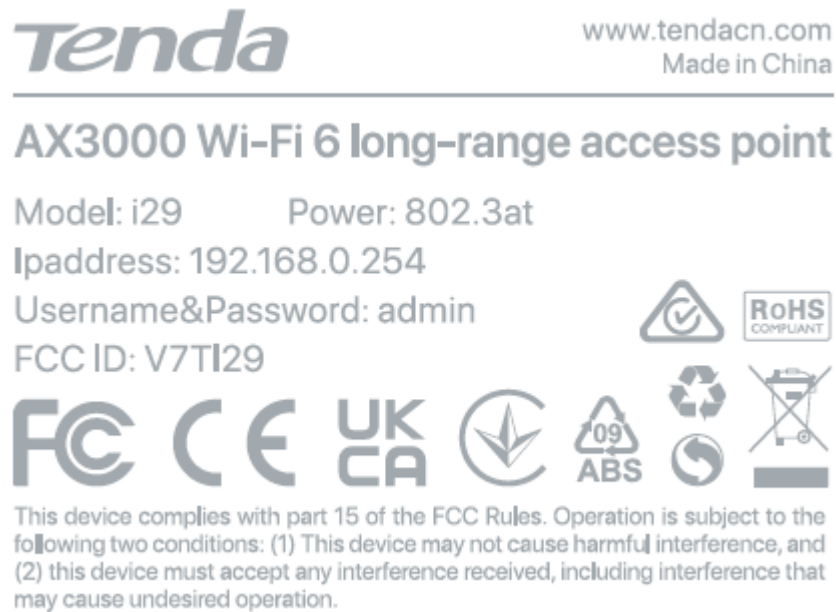 Tenda
www.tendacn.com
Made in China
AX3000 Wi-Fi 6 long-range access point
Model: i29 Power: 802.3at
Ipaddress: 192.168.0.254
Username&Password: admin
FCC ID: V7TI29
RoHS
COMPLIANT
FC CE UK
CA
09
ABS
This device complies with part 15 of the FCC Rules. Operation is subject to the
following two conditions: (1) This device may not cause harmful interference, and
(2) this device must accept any interference received, including interference that
may cause undesired operation.